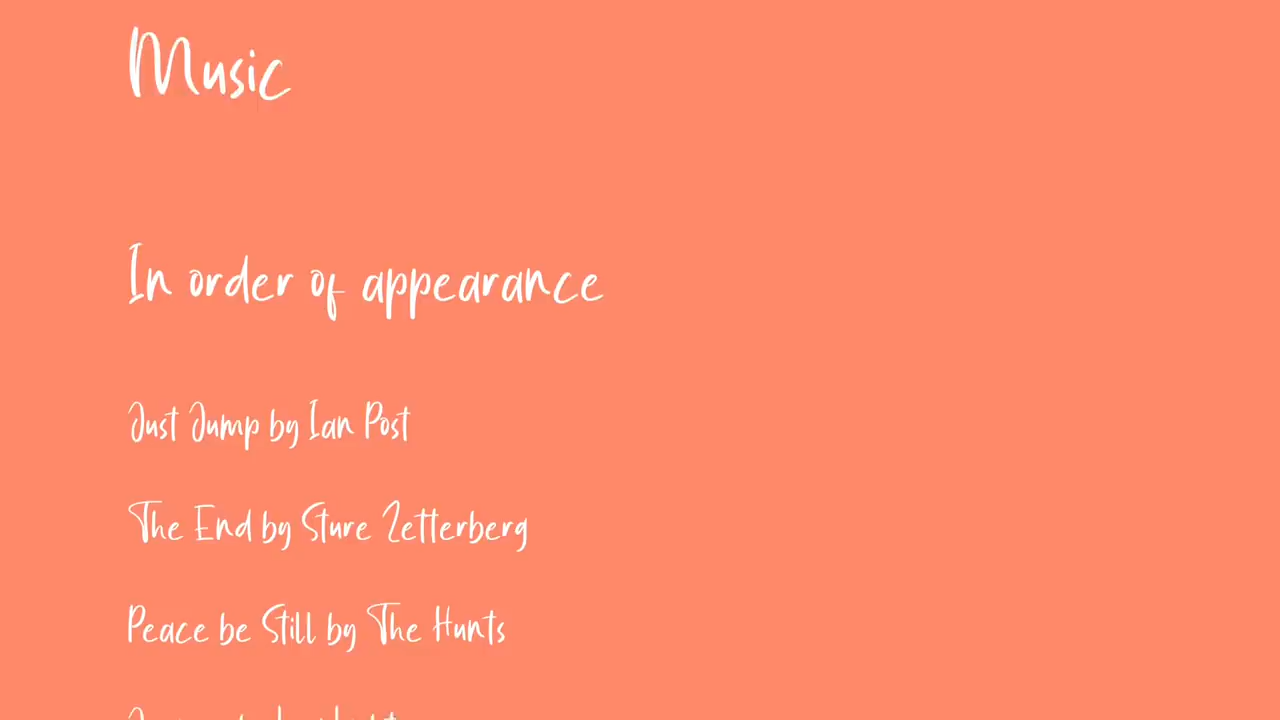 Music
In order of appearance
Just Jump by Ian Post
The End by Sture Zetterberg
Peace be Still by The Hunts